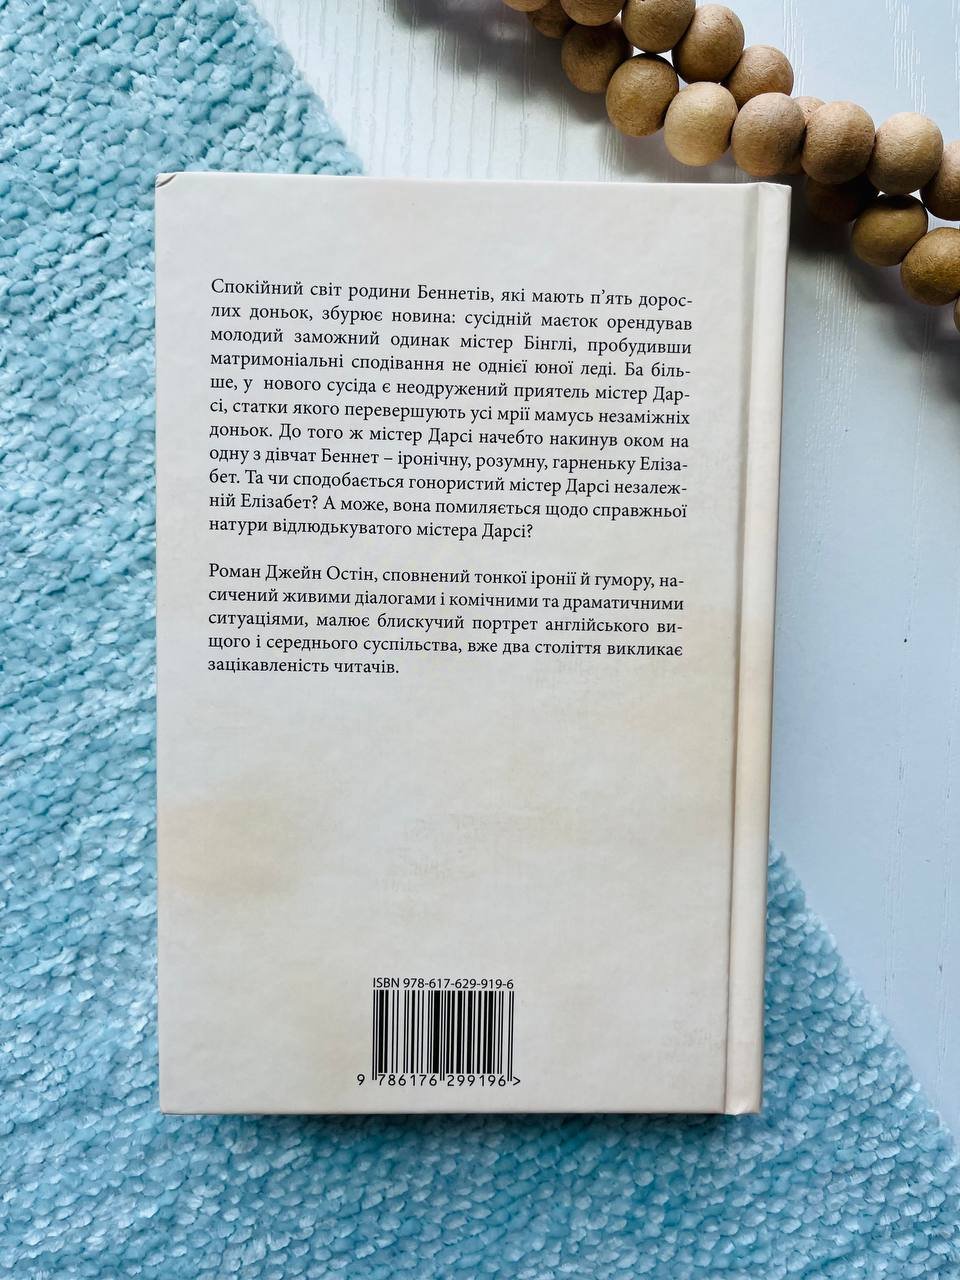 Спокійний світ родини Беннетів, які мають п’ять дорос-
лих доньок, збурює новина: сусідній маєток орендував
молодий заможний одинак містер Бінглі, пробудивши
матримоніальні сподівання не однієї юної леді. Ба біль-
ше, у нового сусіда є неодружений приятель містер Дар-
сі, статки якого перевершують усі мрії мамусь незаміжніх
доньок. До того ж містер Дарсі начебто накинув оком на
одну з дівчат Беннет – іронічну, розумну, гарненьку Еліза-
бет. Та чи сподобається гонористий містер Дарсі незалеж-
ній Елізабет? А може, вона помиляється щодо справжньої
натури відлюдькуватого містера Дарсі?
Роман Джейн Остін, сповнений тонкої іронії й гумору, на-
сичений живими діалогами і комічними та драматичними
ситуаціями, малює блискучий портрет англійського ви-
щого і середнього суспільства, вже два століття викликає
зацікавленість читачів.
ISBN 978-617-629-919-6
9 786176 299196 >